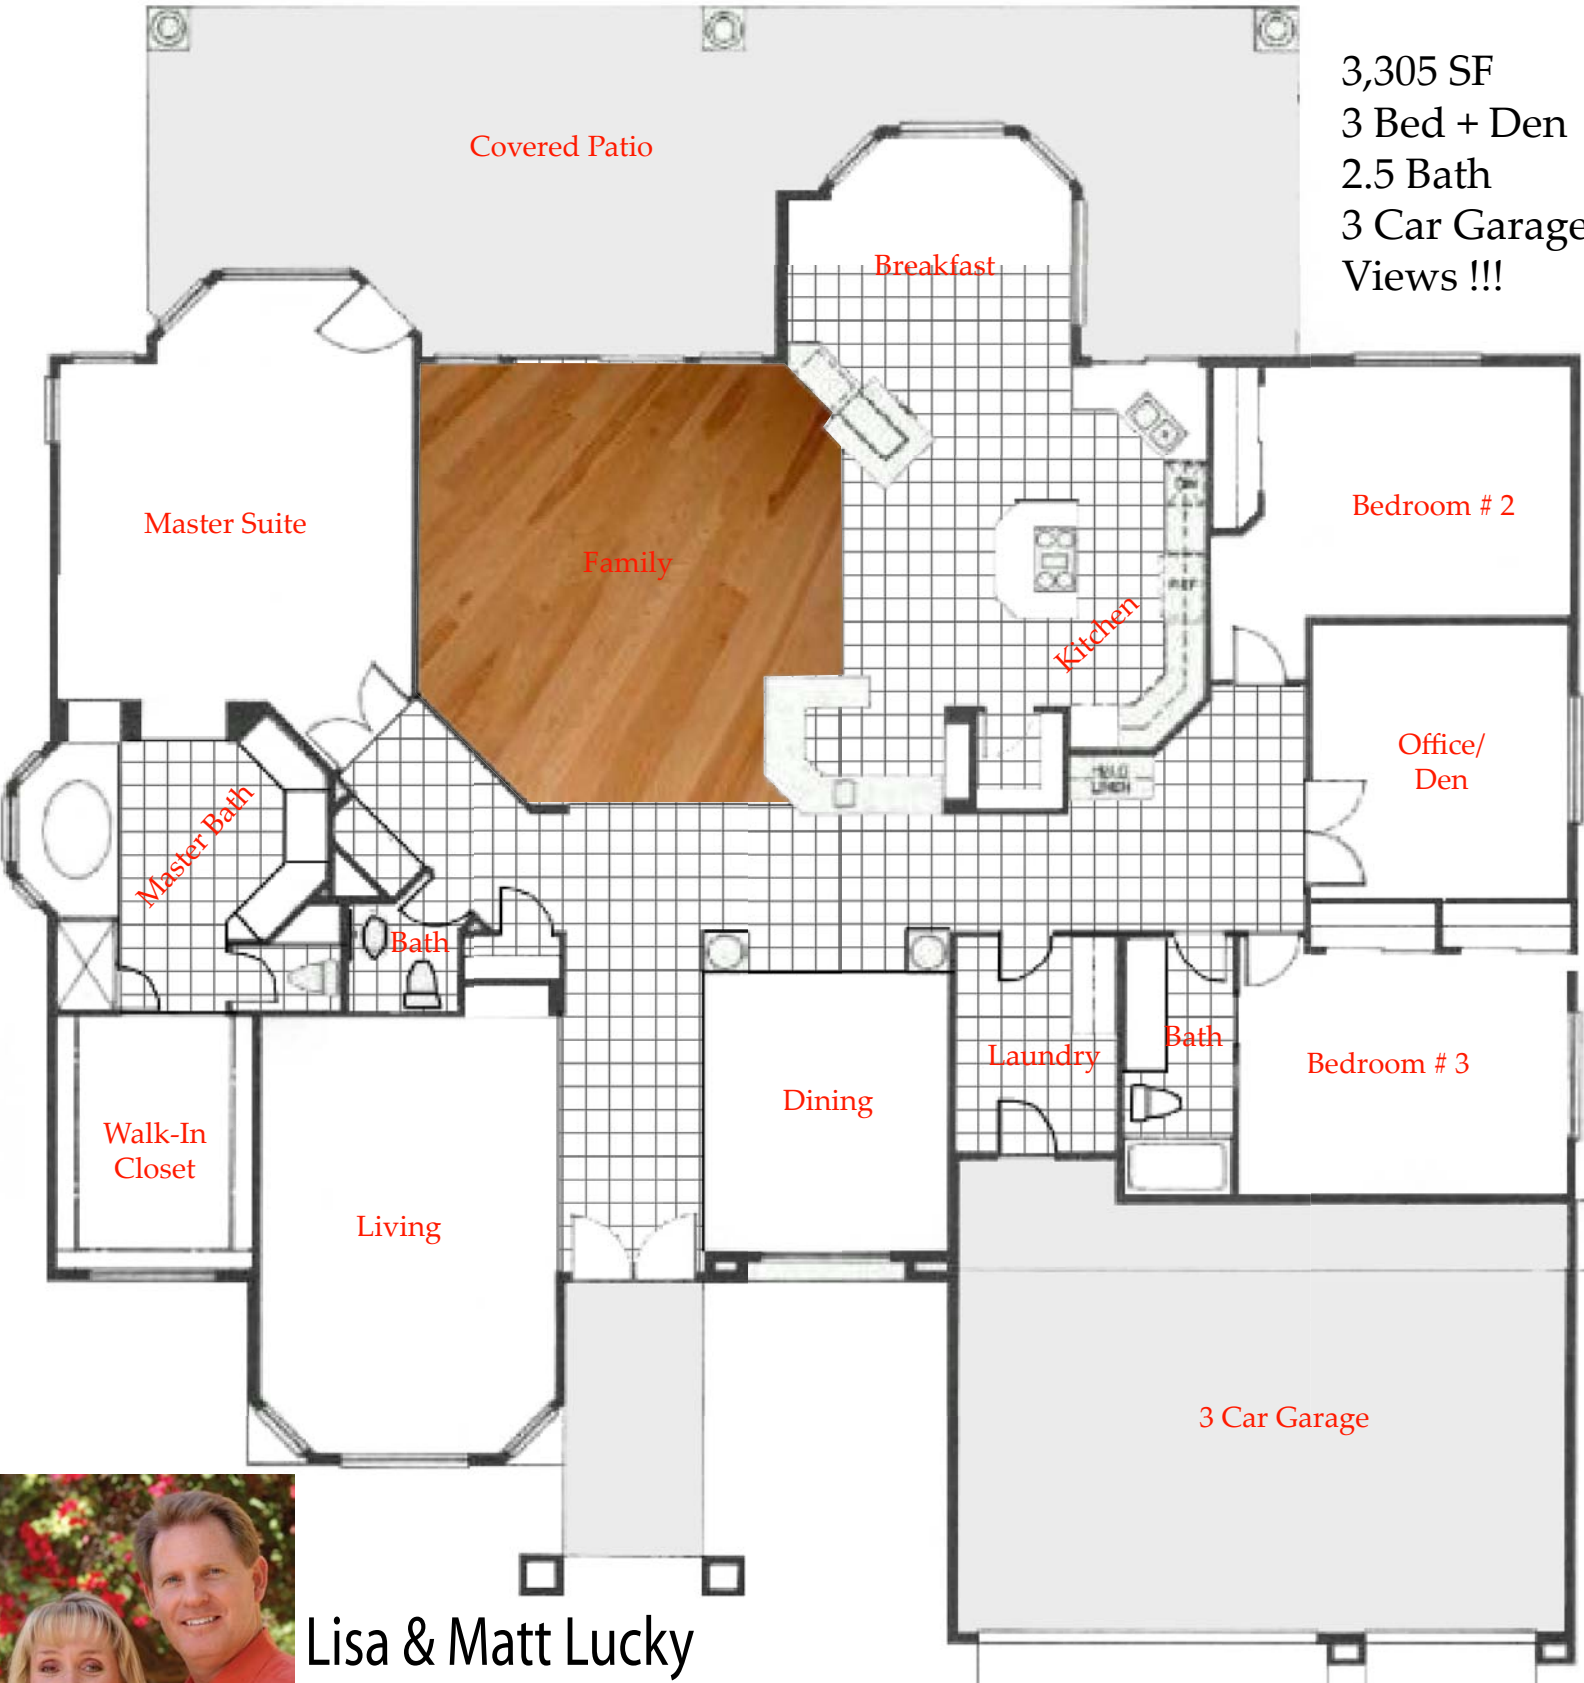 3,305 SF
3 Bed + Den
2.5 Bath
3 Car Garage
Views !!!
Covered Patio
Breakfast
Master Suite
Family
Bedroom # 2
Kitchen
REF
Office/
Den
LINEN
Master Bath
Bath
Laundry
Bath
Bedroom # 3
Dining
Walk-In
Closet
Living
3 Car Garage
Lisa & Matt Lucky